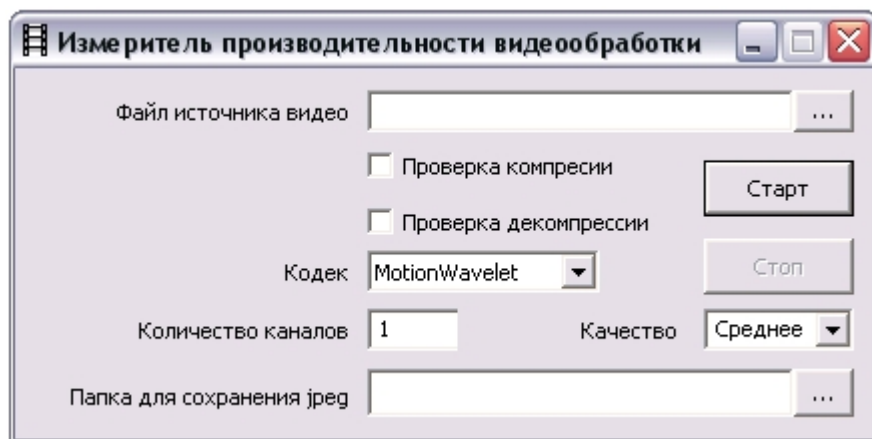 Измеритель производительности видеообработки
Файл источника видео
...
Проверка компресии
Старт
Проверка декомпрессии
Кодек MotionWavelet
Стоп
Количество каналов 1 Качество Среднее
Папка для сохранения jpeg
...